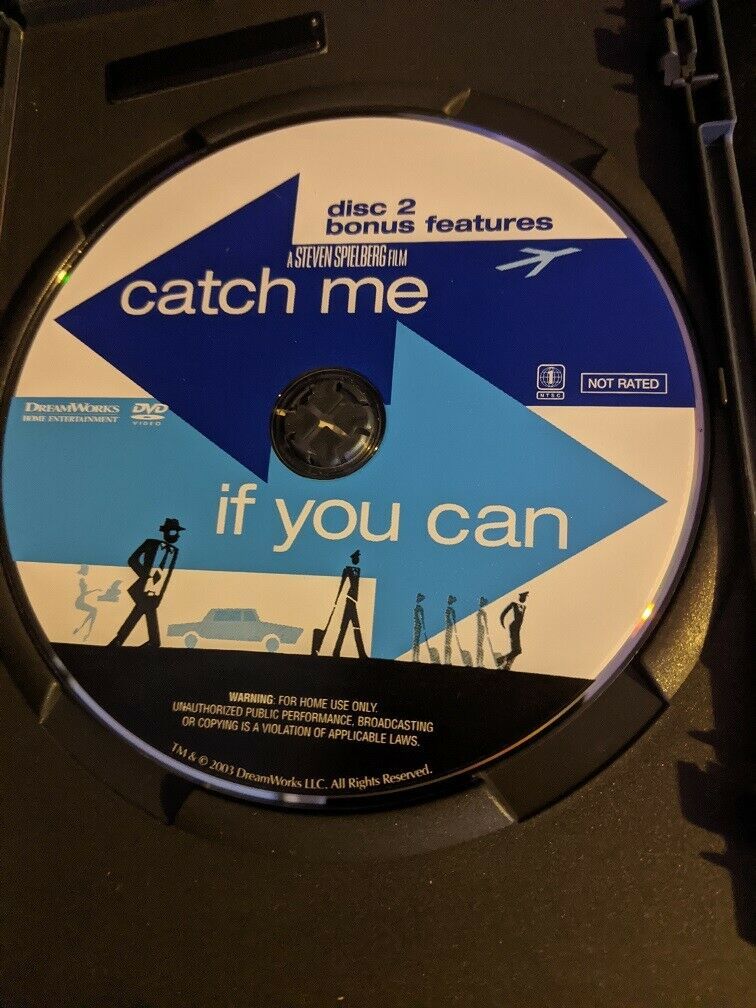 disc 2
bonus features
A STEVEN SPIELBERG FILM
catch me
1
NTSC
NOT RATED
DREAMWORKS
HOME ENTERTAINMENT
DVD
VIDEO
if you can
WARNING: FOR HOME USE ONLY.
UNAUTHORIZED PUBLIC PERFORMANCE, BROADCASTING
OR COPYING IS A VIOLATION OF APPLICABLE LAWS.
TM & © 2003 DreamWorks LLC. All Rights Reserved.